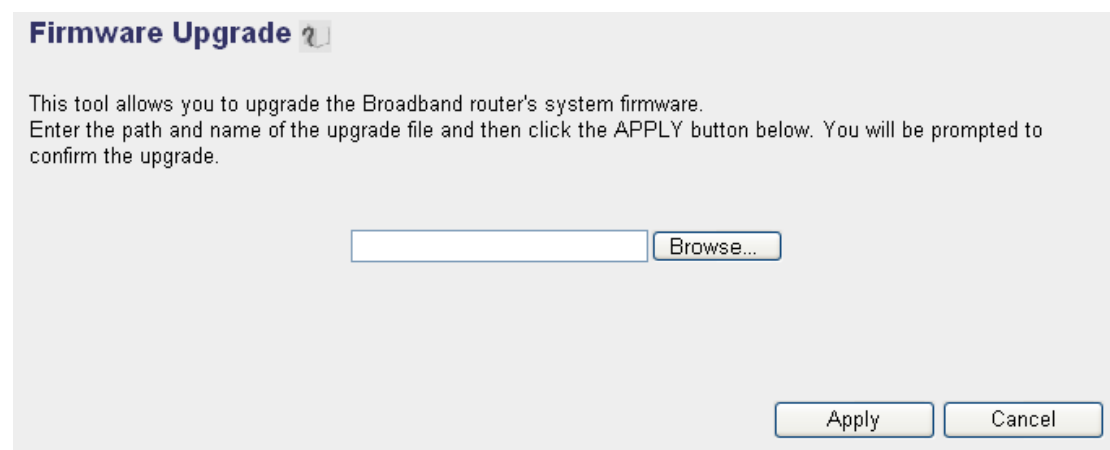 Firmware Upgrade
This tool allows you to upgrade the Broadband router's system firmware.
Enter the path and name of the upgrade file and then click the APPLY button below. You will be prompted to
confirm the upgrade.
Browse...
Apply Cancel